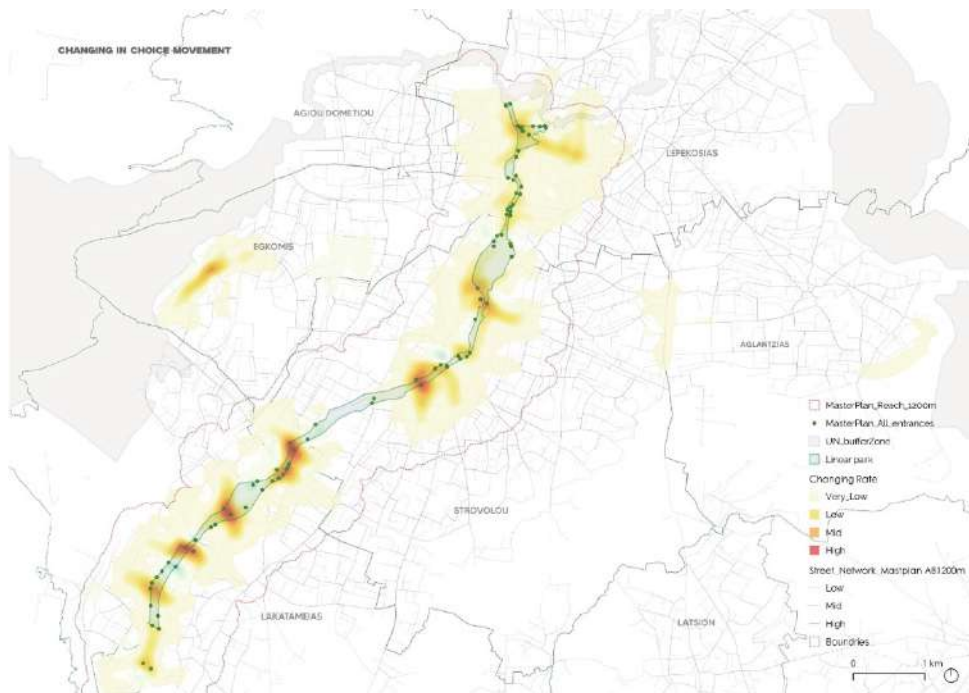 CHANGING IN CHOICE MOVEMENT
AGIOU DOMETIOU
LEFKOSIAS
EGKOMIS
AGLANTZIAS
STROVOLOU
LAKATAMEIAS
LATSION
MasterPlan_Reach_1200m
MasterPlan_All_entrances
UN_bufferZone
Linear park
Changing Rate
Very_Low
Low
Mid
High
Street_Network_Mastplan AB1200m
Low
Mid
High
Boundries
0 1 km